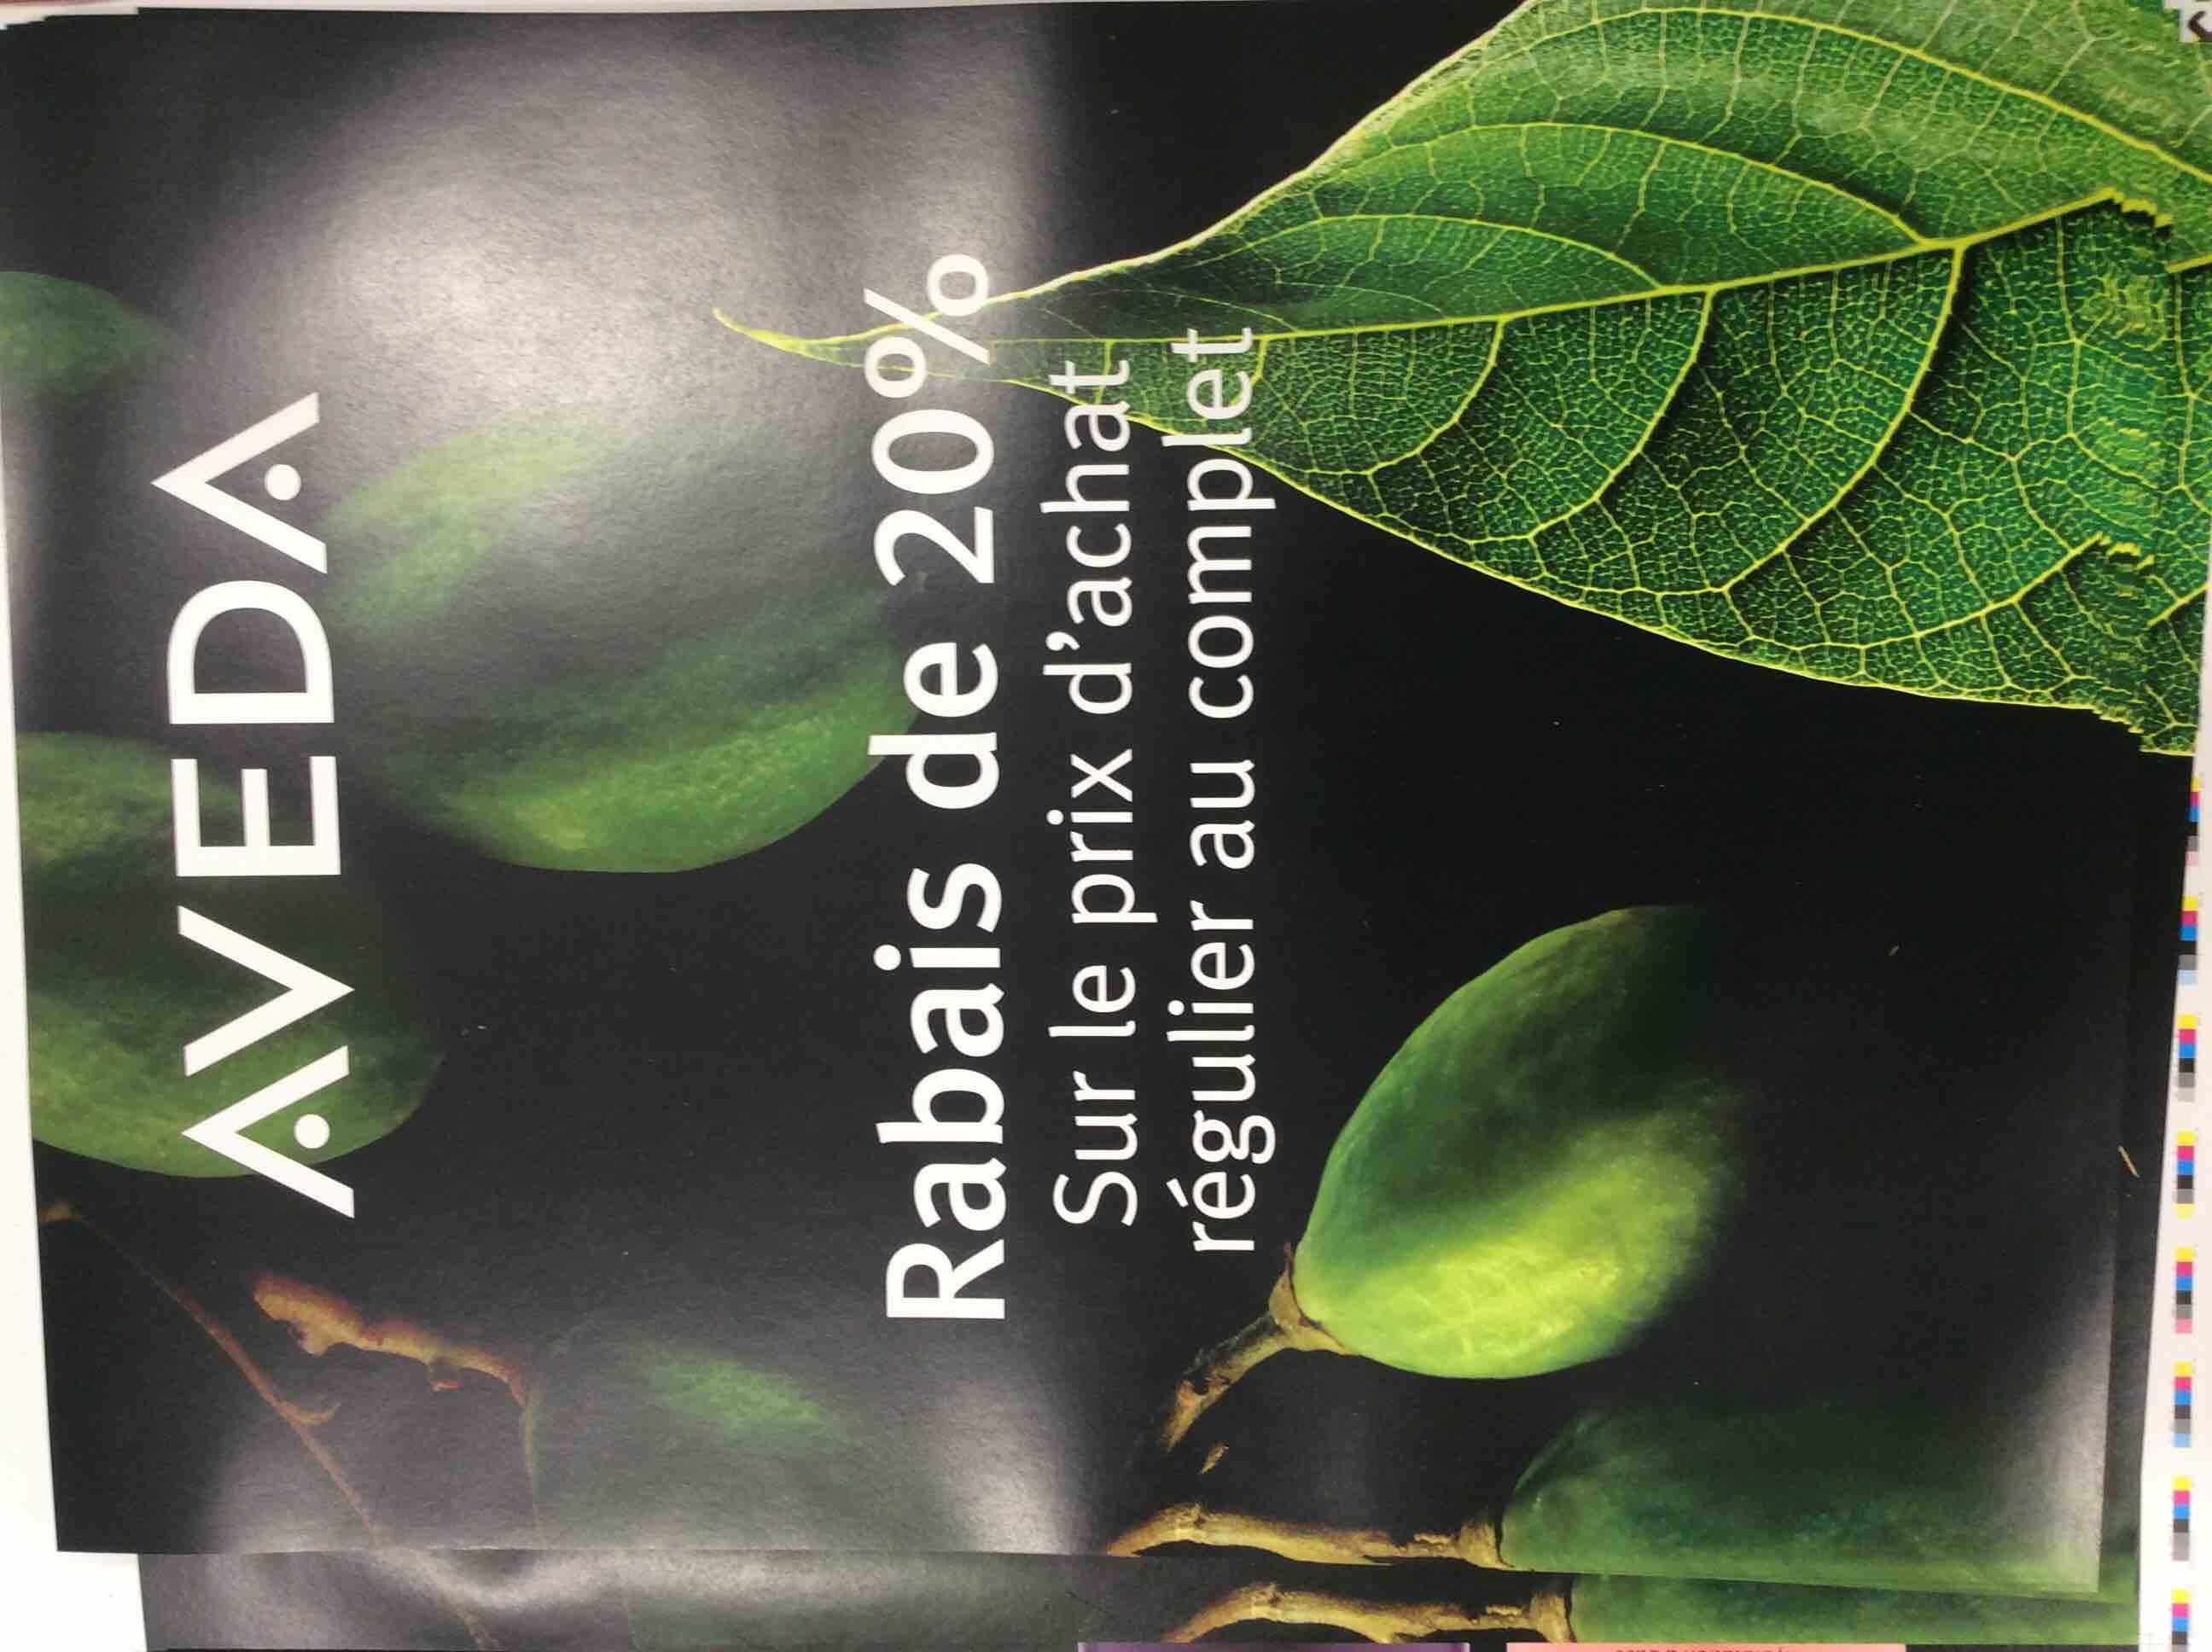 AVEDA
Rabais de 20%
Sur le prix d'achat
régulier au complet